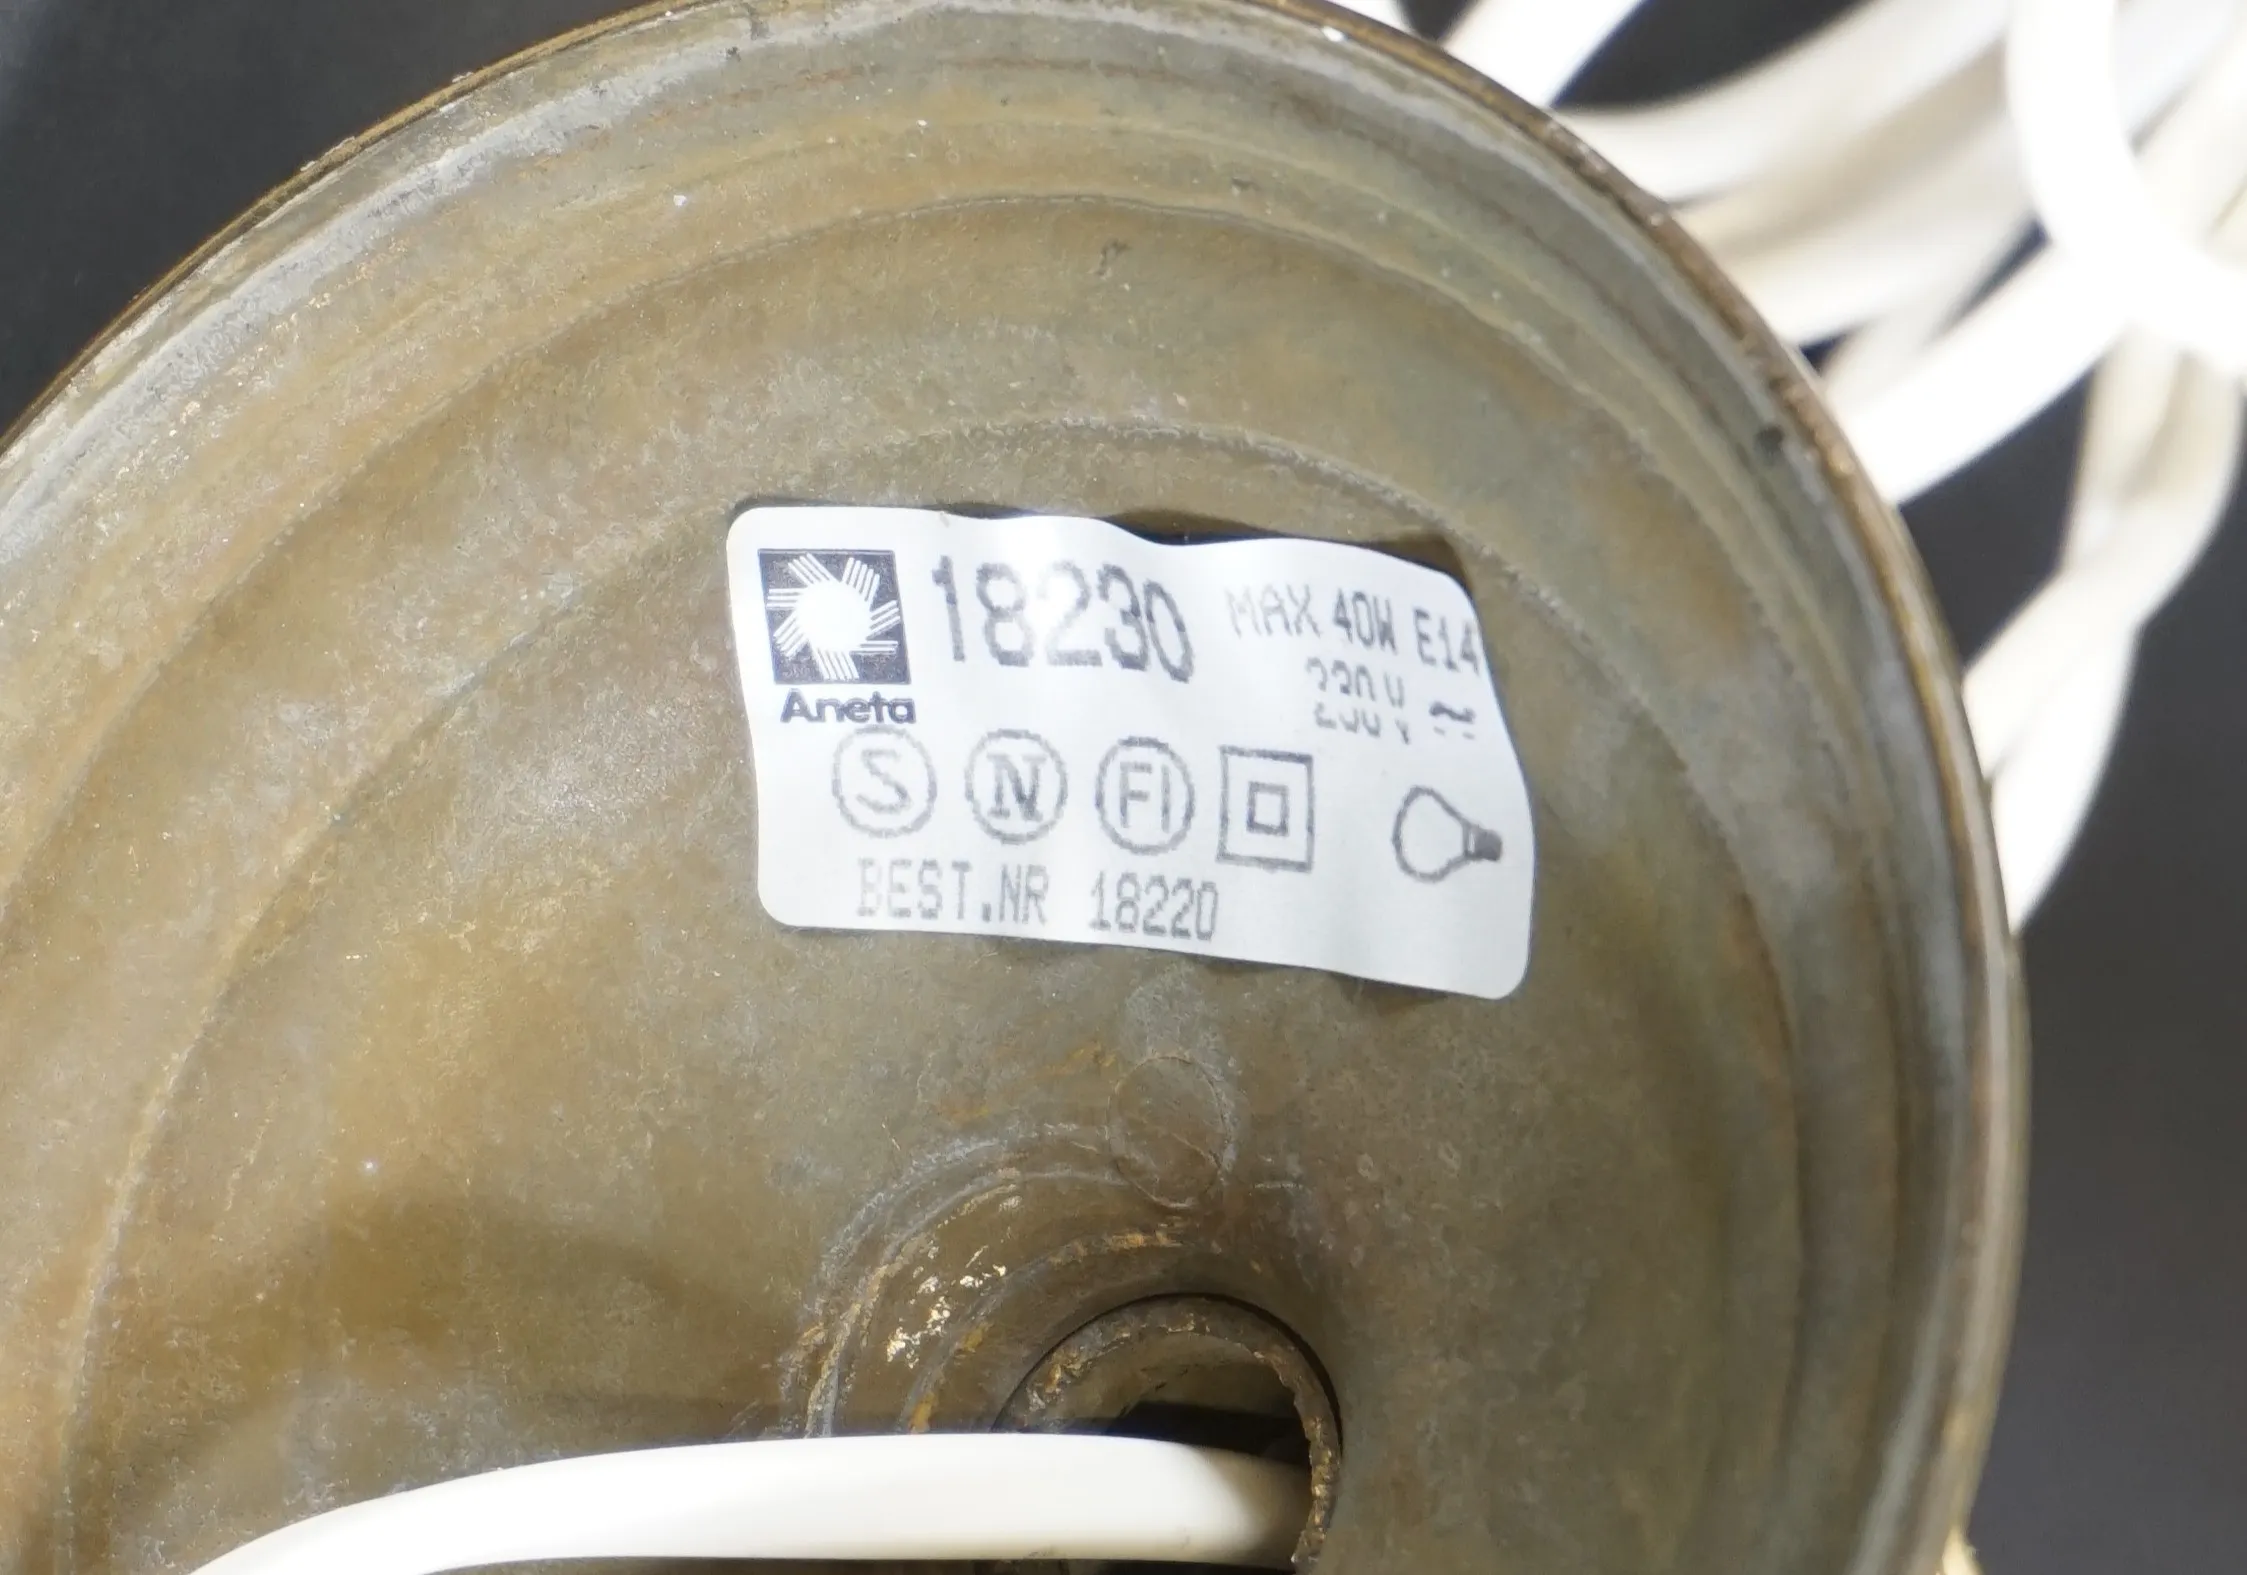 Aneta
18230
MAX 40W E14
230V
S N FI
BEST.NR 18220